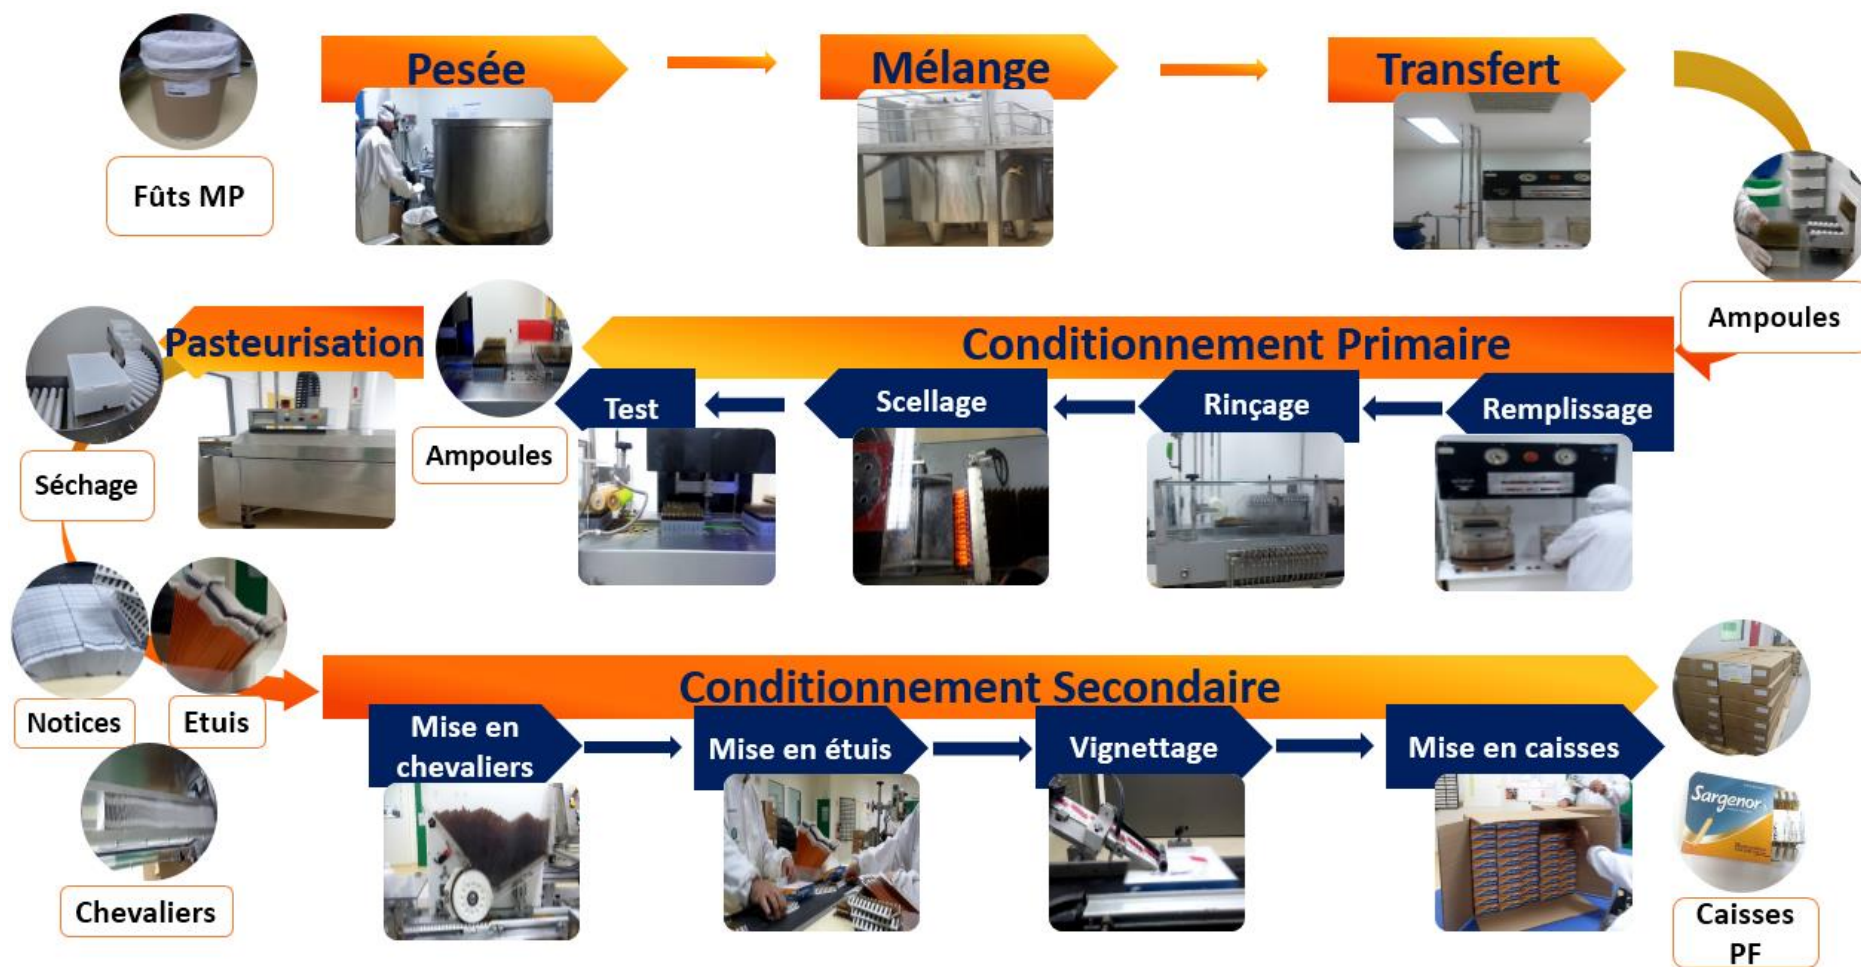 Pesée
Mélange
Transfert
Fûts MP
Ampoules
Conditionnement Primaire
Remplissage
Rinçage
Scellage
Test
Ampoules
Pasteurisation
Séchage
Notices
Etuis
Chevaliers
Conditionnement Secondaire
Mise en
chevaliers
Mise en étuis
Vignettage
Mise en caisses
Sargenor
Caisses
PF